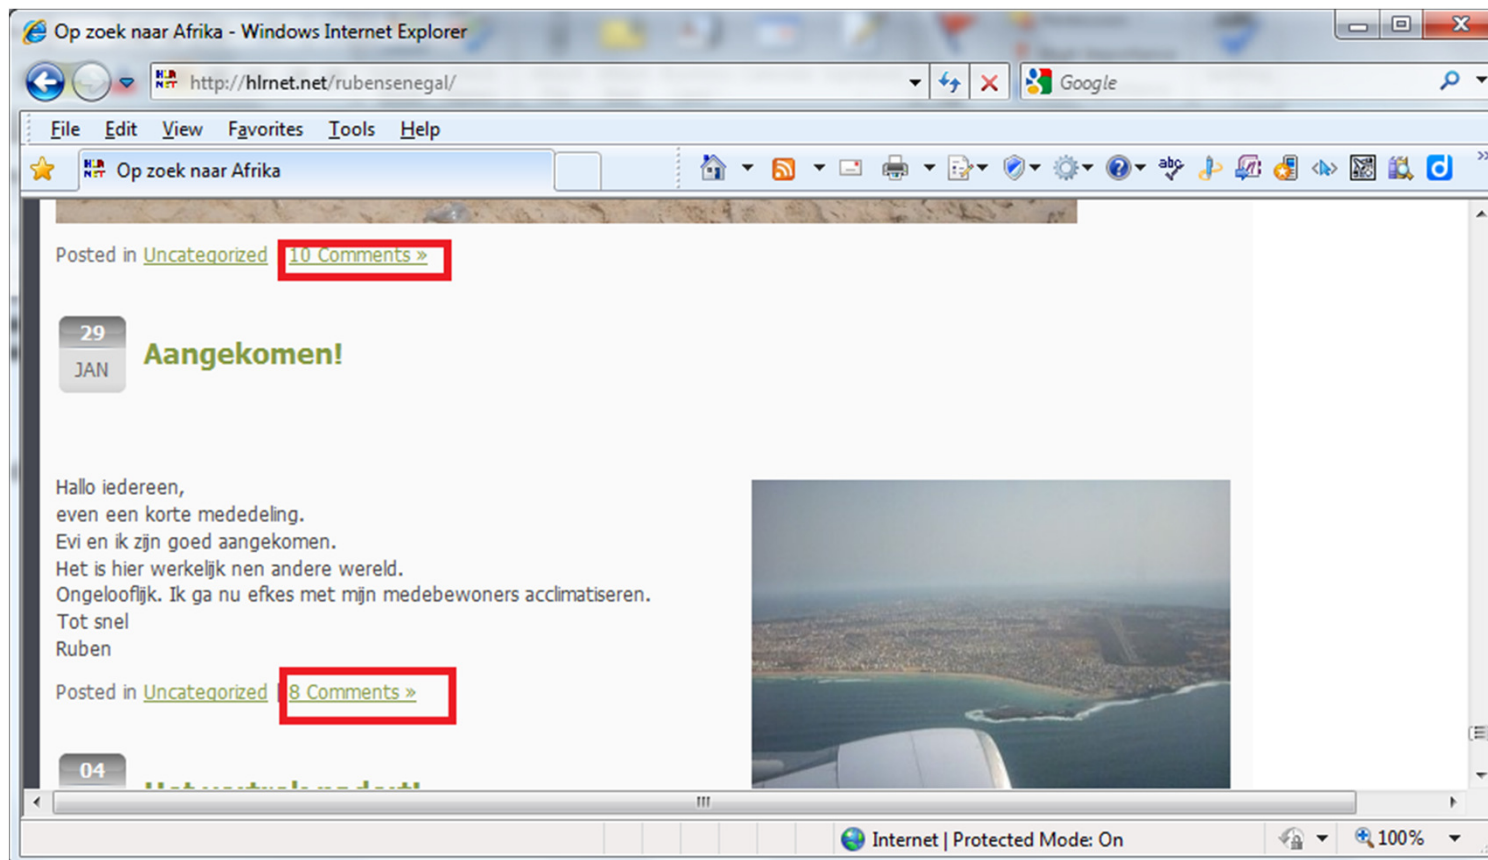 Op zoek naar Afrika - Windows Internet Explorer
http://hlrnet.net/rubensenegal/
Google
File Edit View Favorites Tools Help
Op zoek naar Afrika
Posted in Uncategorized 10 Comments »
29
JAN
Aangekomen!
Hallo iedereen,
even een korte mededeling.
Evi en ik zijn goed aangekomen.
Het is hier werkelijk nen andere wereld.
Ongelooflijk. Ik ga nu efkes met mijn medebewoners acclimatiseren.
Tot snel
Ruben
Posted in Uncategorized | 8 Comments »
04
Het vertrek nadert!
Internet | Protected Mode: On
100%